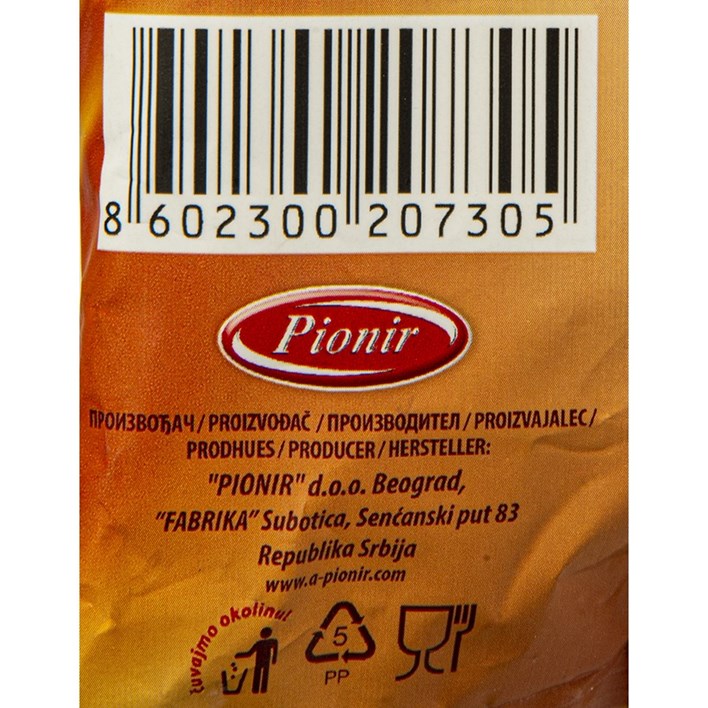 8 602300 207305
Pionir
ПРОИЗВОЂАЧ / PROIZVOĐAČ / ПРОИЗВОДИТЕЛ / PROIZVAJALEC /
PRODHUES / PRODUCER / HERSTELLER:
"PIONIR" d.o.o. Beograd,
"FABRIKA" Subotica, Senćanski put 83
Republika Srbija
www.a-pionir.com
čuvajmo okolinu!
5
PP